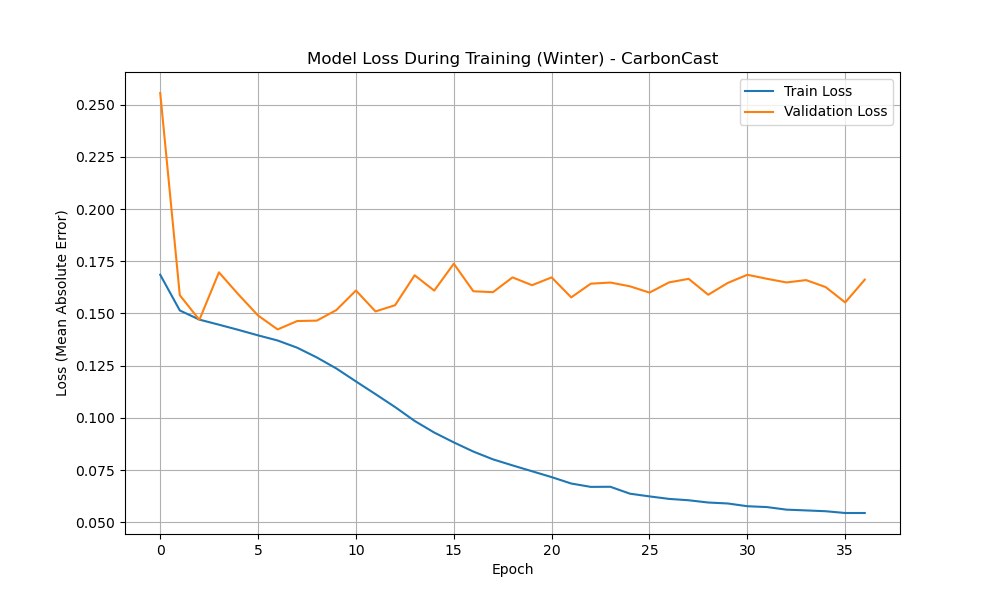 Model Loss During Training (Winter) - CarbonCast
Train Loss
Validation Loss
Loss (Mean Absolute Error)
0.250
0.225
0.200
0.175
0.150
0.125
0.100
0.075
0.050
0 5 10 15 20 25 30 35
Epoch